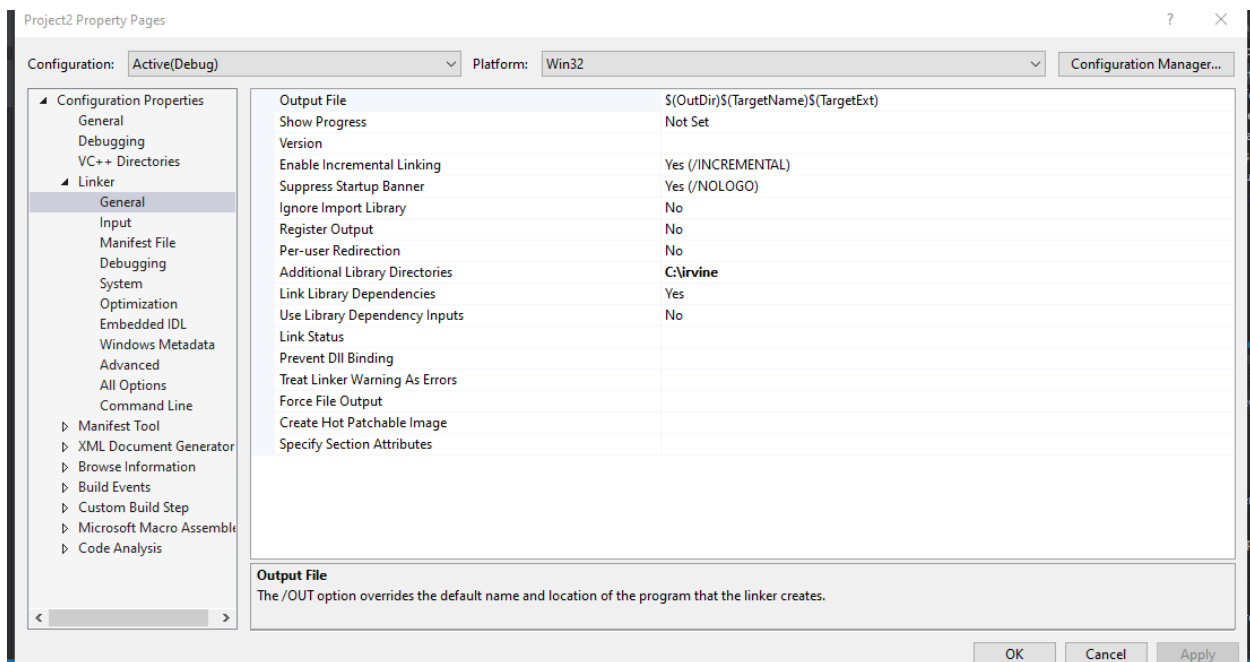 Project2 Property Pages
? ×
Configuration: Active(Debug) Platform: Win32 Configuration Manager...
Configuration Properties
General
Debugging
VC++ Directories
Linker
General
Input
Manifest File
Debugging
System
Optimization
Embedded IDL
Windows Metadata
Advanced
All Options
Command Line
Manifest Tool
XML Document Generator
Browse Information
Build Events
Custom Build Step
Microsoft Macro Assemble
Code Analysis
Output File $(OutDir)$(TargetName)$(TargetExt)
Show Progress Not Set
Version
Enable Incremental Linking Yes (/INCREMENTAL)
Suppress Startup Banner Yes (/NOLOGO)
Ignore Import Library No
Register Output No
Per-user Redirection No
Additional Library Directories C:\irvine
Link Library Dependencies Yes
Use Library Dependency Inputs No
Link Status
Prevent Dll Binding
Treat Linker Warning As Errors
Force File Output
Create Hot Patchable Image
Specify Section Attributes
Output File
The /OUT option overrides the default name and location of the program that the linker creates.
OK Cancel Apply